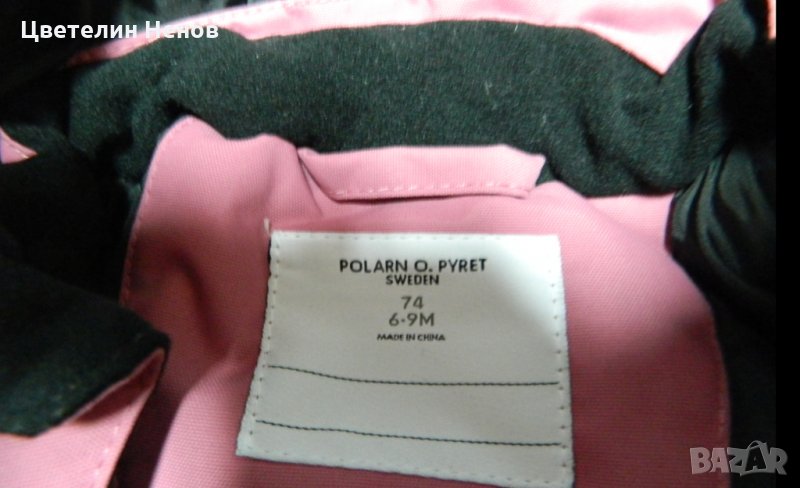 Цветелин Ненов
POLARN O. PYRET
SWEDEN
74
6-9M
MADE IN CHINA
BAZAR